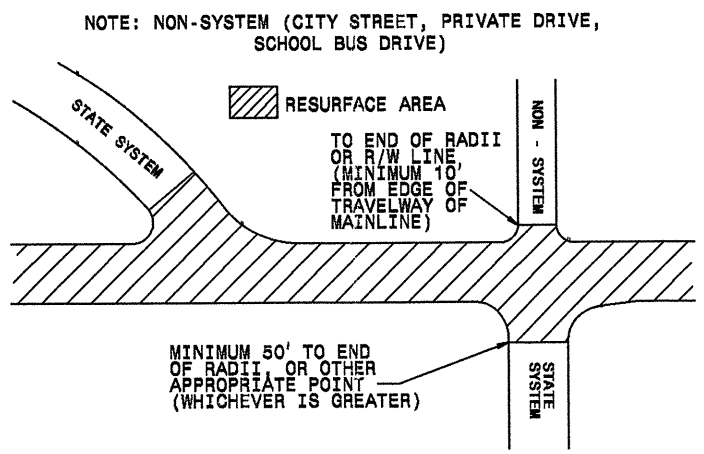 NOTE: NON-SYSTEM (CITY STREET, PRIVATE DRIVE,
SCHOOL BUS DRIVE)
STATE SYSTEM
RESURFACE AREA
TO END OF RADII
OR R/W LINE
(MINIMUM 10'
FROM EDGE OF
TRAVELWAY OF
MAINLINE)
NON - SYSTEM
MINIMUM 50' TO END
OF RADII, OR OTHER
APPROPRIATE POINT
(WHICHEVER IS GREATER)
STATE
SYSTEM